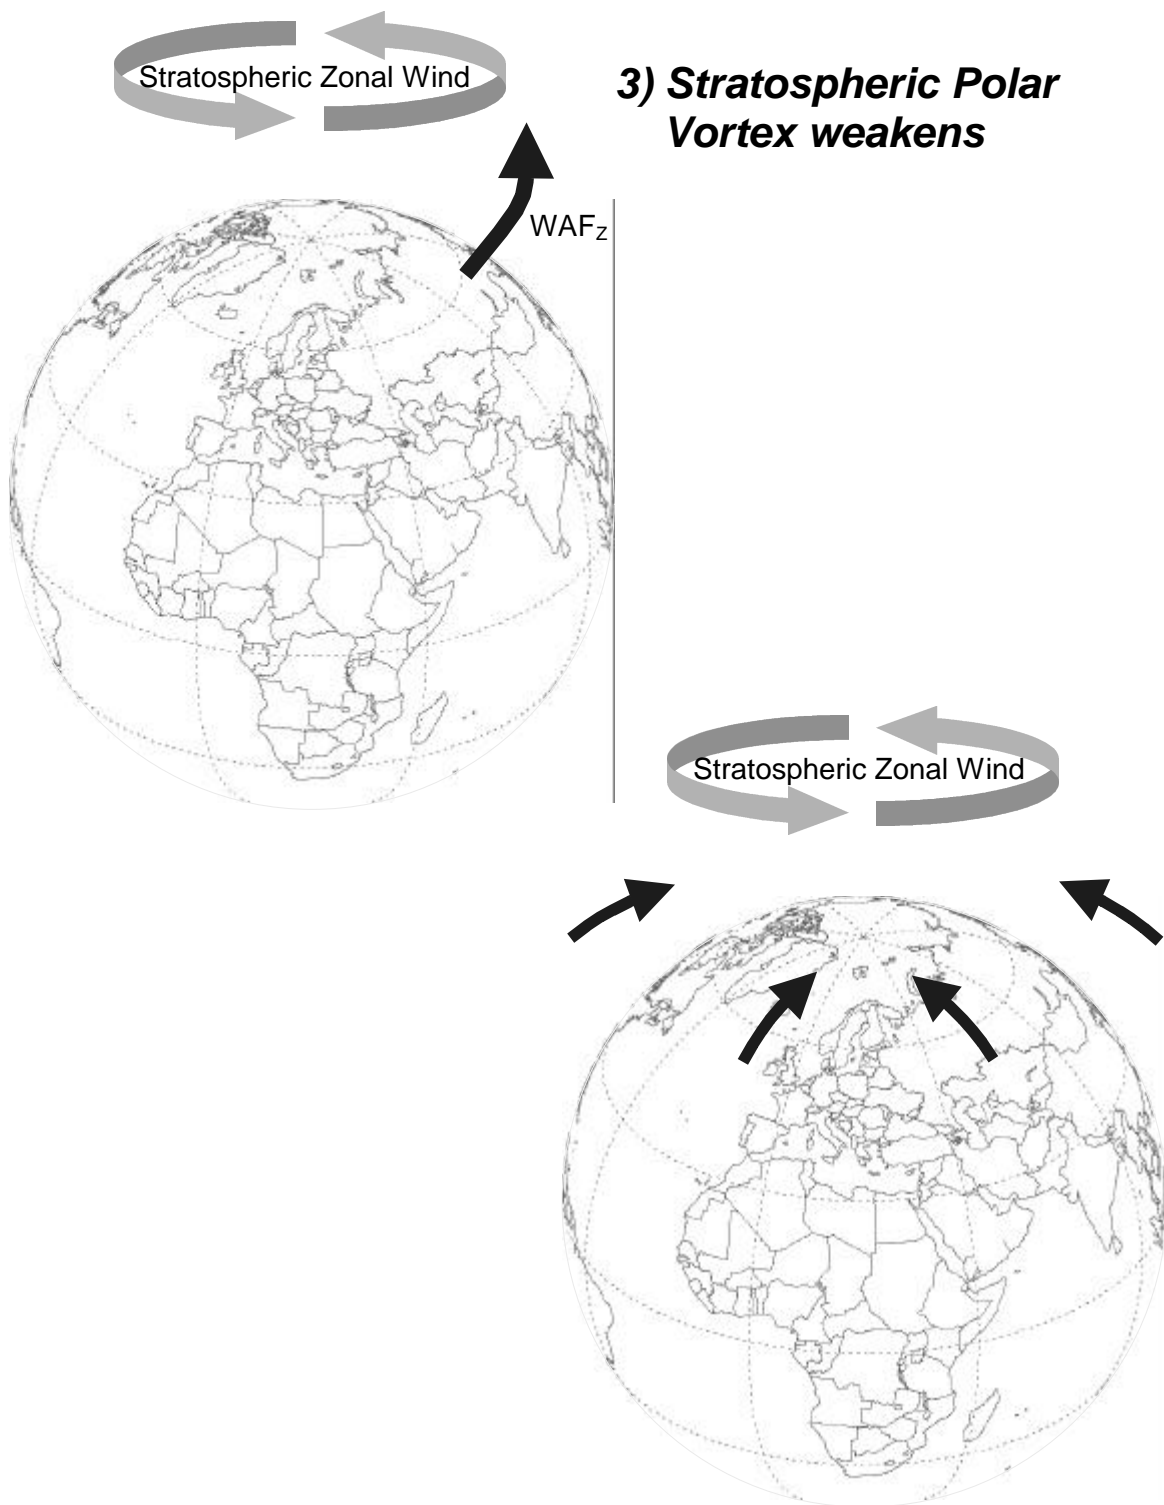 Stratospheric Zonal Wind
3) Stratospheric Polar
Vortex weakens
WAFZ
Stratospheric Zonal Wind